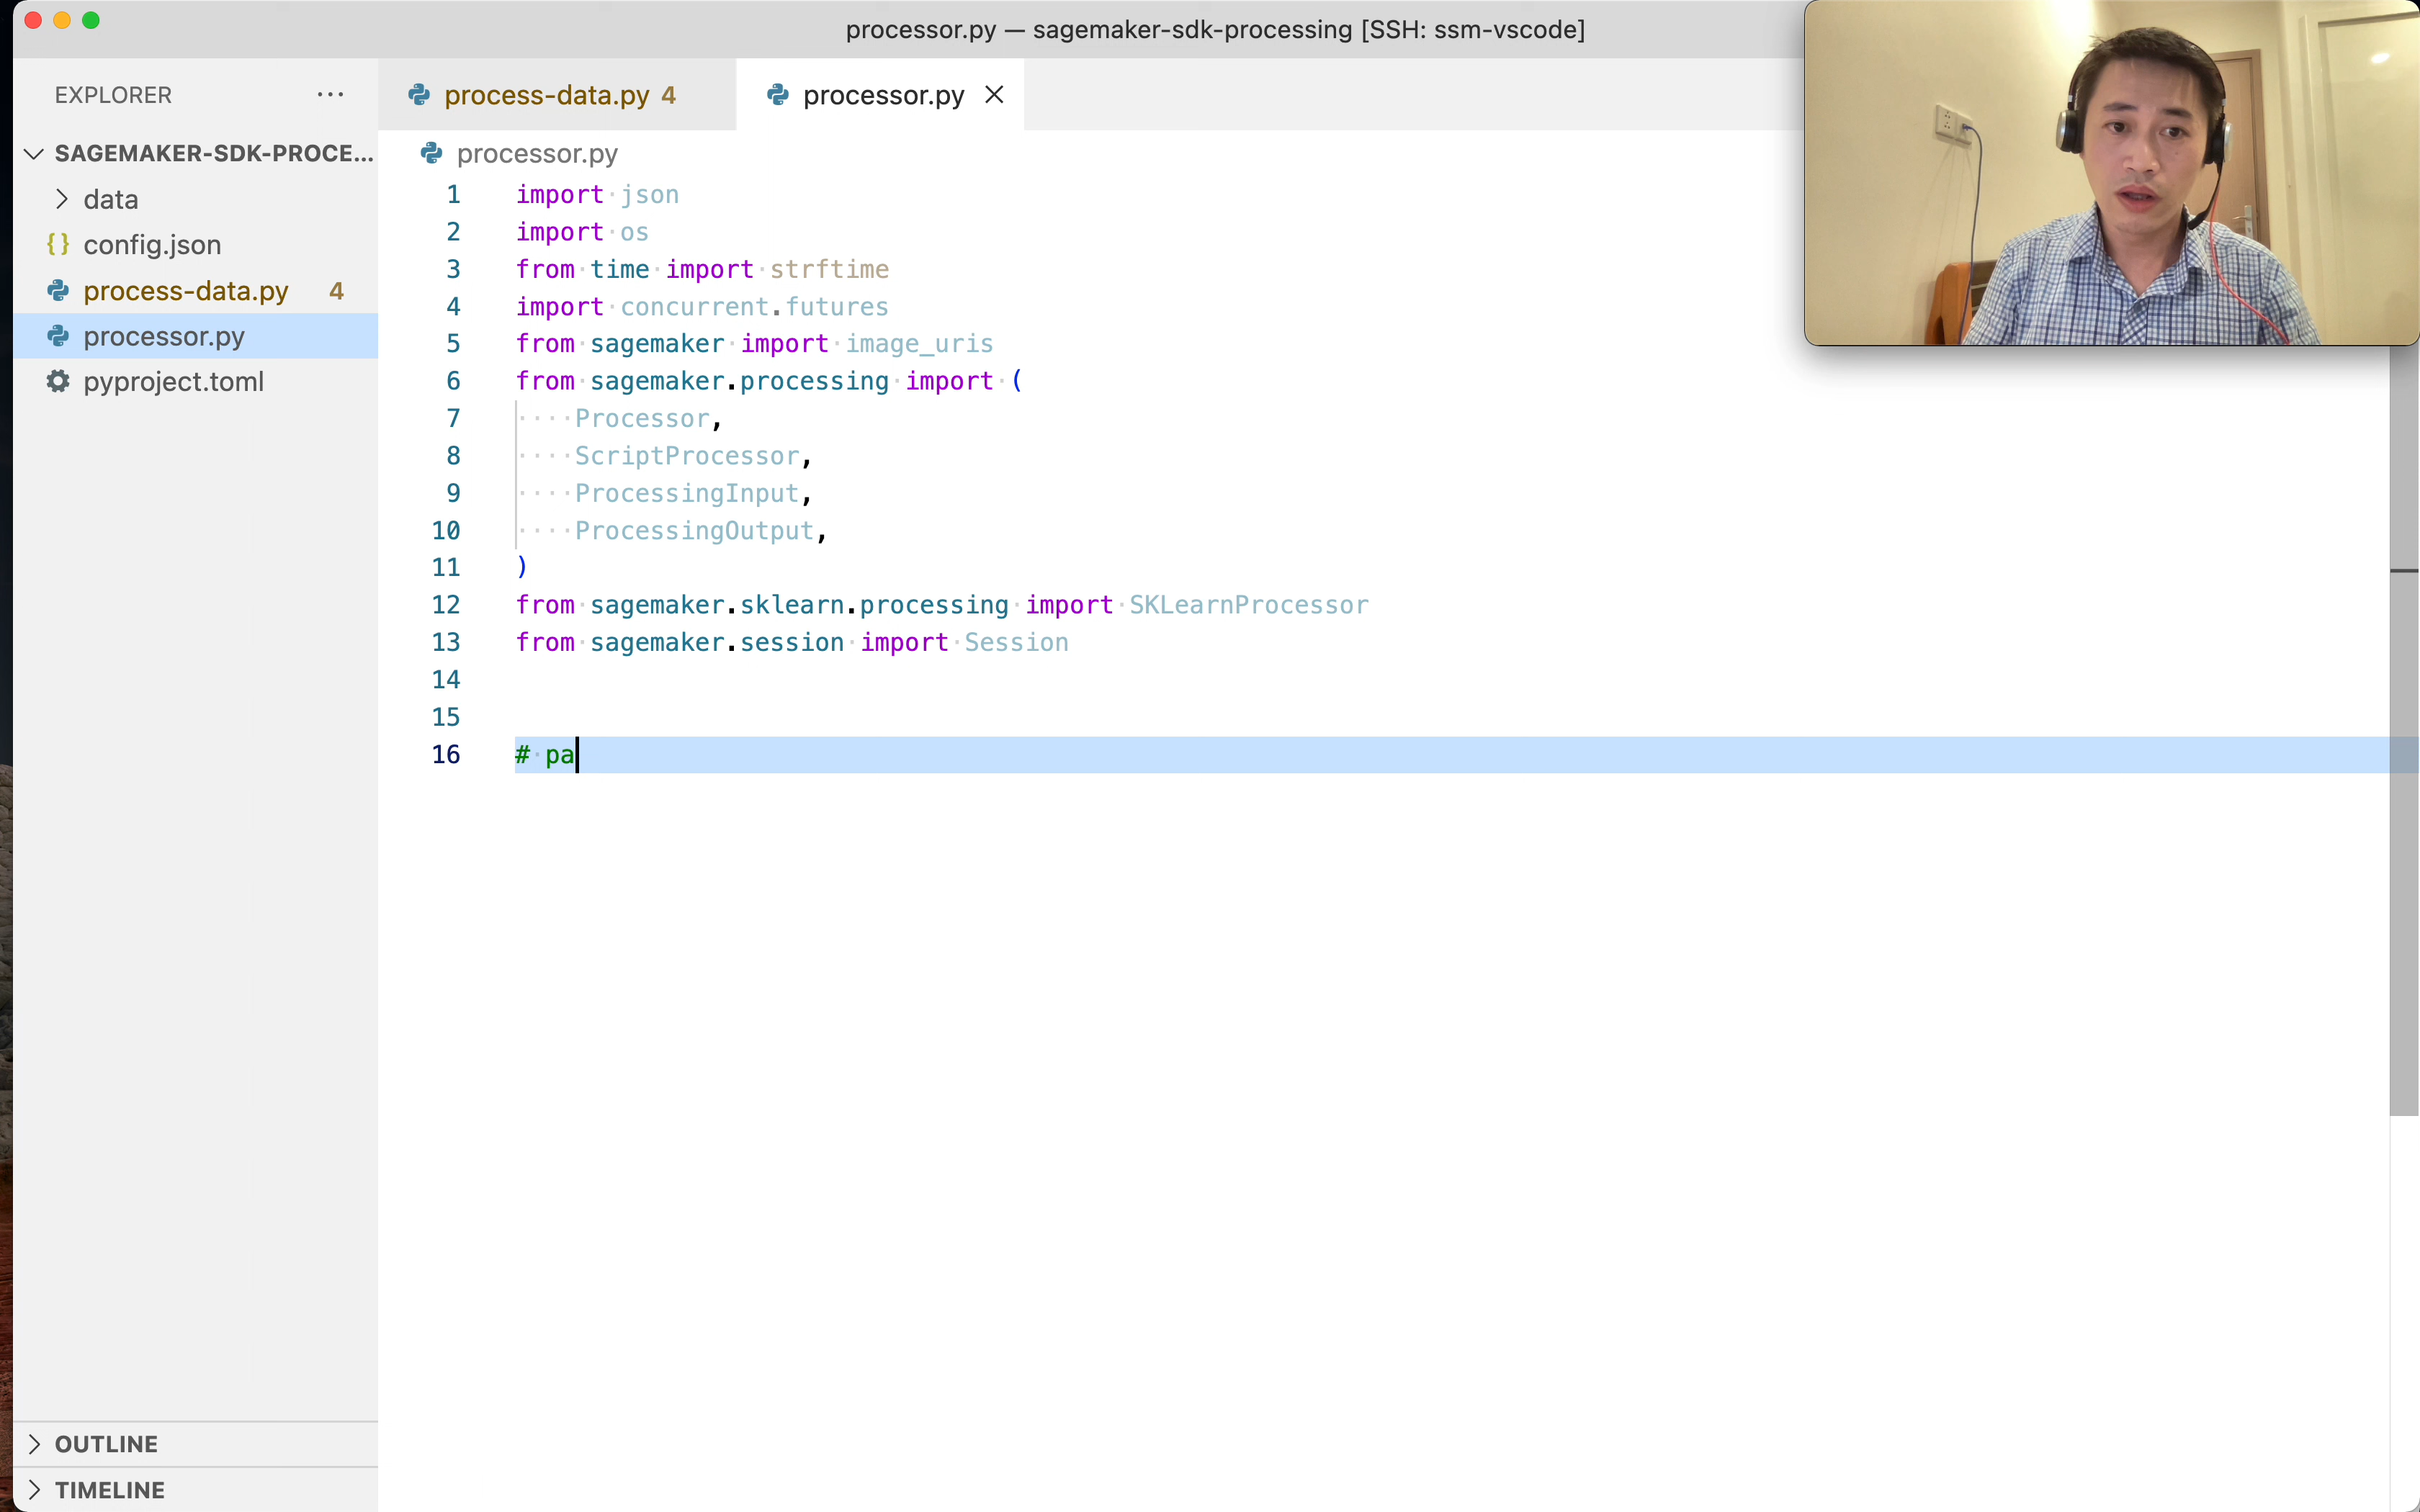 processor.py — sagemaker-sdk-processing [SSH: ssm-vscode]
EXPLORER
SAGEMAKER-SDK-PROCE...
data
config.json
process-data.py 4
processor.py
pyproject.toml
OUTLINE
TIMELINE
process-data.py 4
processor.py
processor.py
1 import json
2 import os
3 from time import strftime
4 import concurrent.futures
5 from sagemaker import image_uris
6 from sagemaker.processing import (
7 Processor,
8 ScriptProcessor,
9 ProcessingInput,
10 ProcessingOutput,
11 )
12 from sagemaker.sklearn.processing import SKLearnProcessor
13 from sagemaker.session import Session
14
15
16 # pa